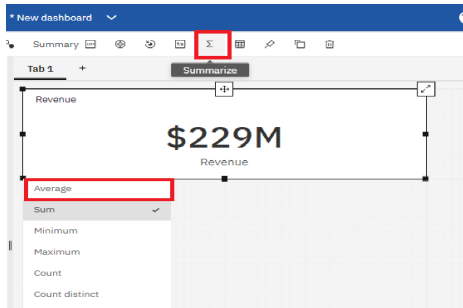 * New dashboard
Summary
Σ
Tab 1 +
Summarize
Revenue
$229M
Revenue
Average
Sum
Minimum
Maximum
Count
Count distinct